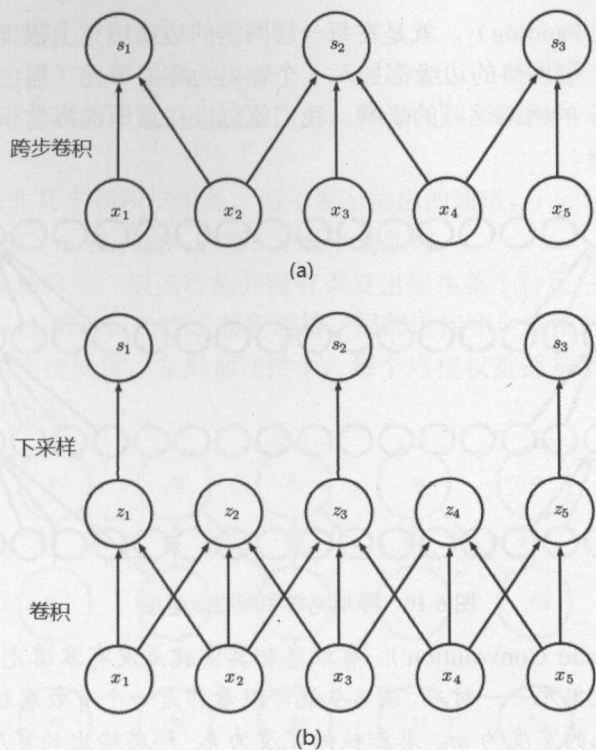 s₁ s₂ s₃
跨步卷积
x₁ x₂ x₃ x₄ x₅
(a)
s₁ s₂ s₃
下采样
z₁ z₂ z₃ z₄ z₅
卷积
x₁ x₂ x₃ x₄ x₅
(b)